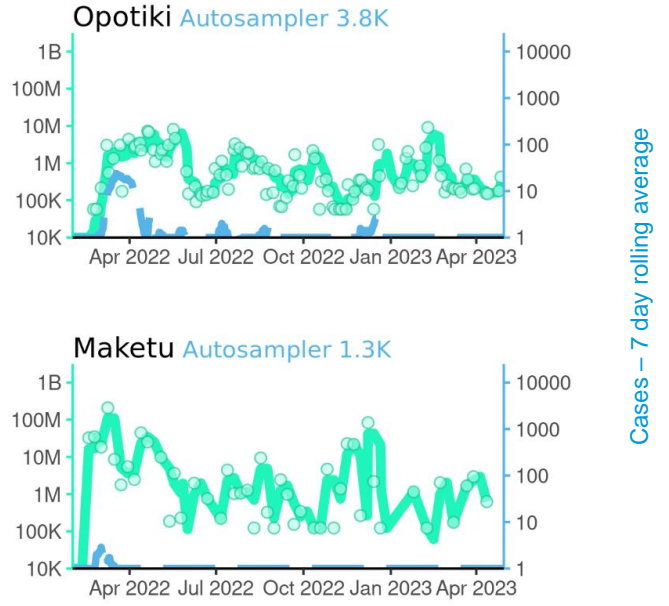 Opotiki Autosampler 3.8K
1B
100M
10M
1M
100K
10K
10000
1000
100
10
1
Apr 2022 Jul 2022 Oct 2022 Jan 2023 Apr 2023
Maketu Autosampler 1.3K
1B
100M
10M
1M
100K
10K
10000
1000
100
10
1
Apr 2022 Jul 2022 Oct 2022 Jan 2023 Apr 2023
Cases – 7 day rolling average